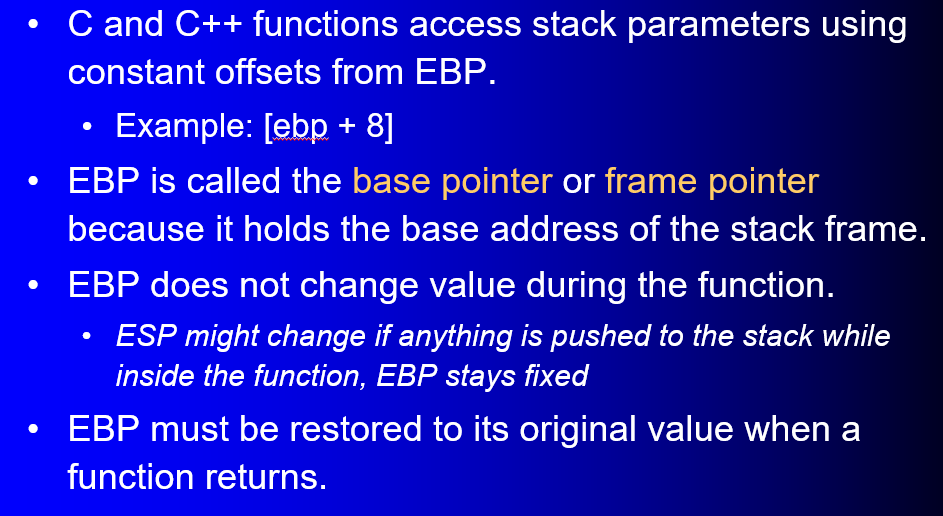 • C and C++ functions access stack parameters using
constant offsets from EBP.
• Example: [ebp + 8]
• EBP is called the base pointer or frame pointer
because it holds the base address of the stack frame.
• EBP does not change value during the function.
• ESP might change if anything is pushed to the stack while
inside the function, EBP stays fixed
• EBP must be restored to its original value when a
function returns.